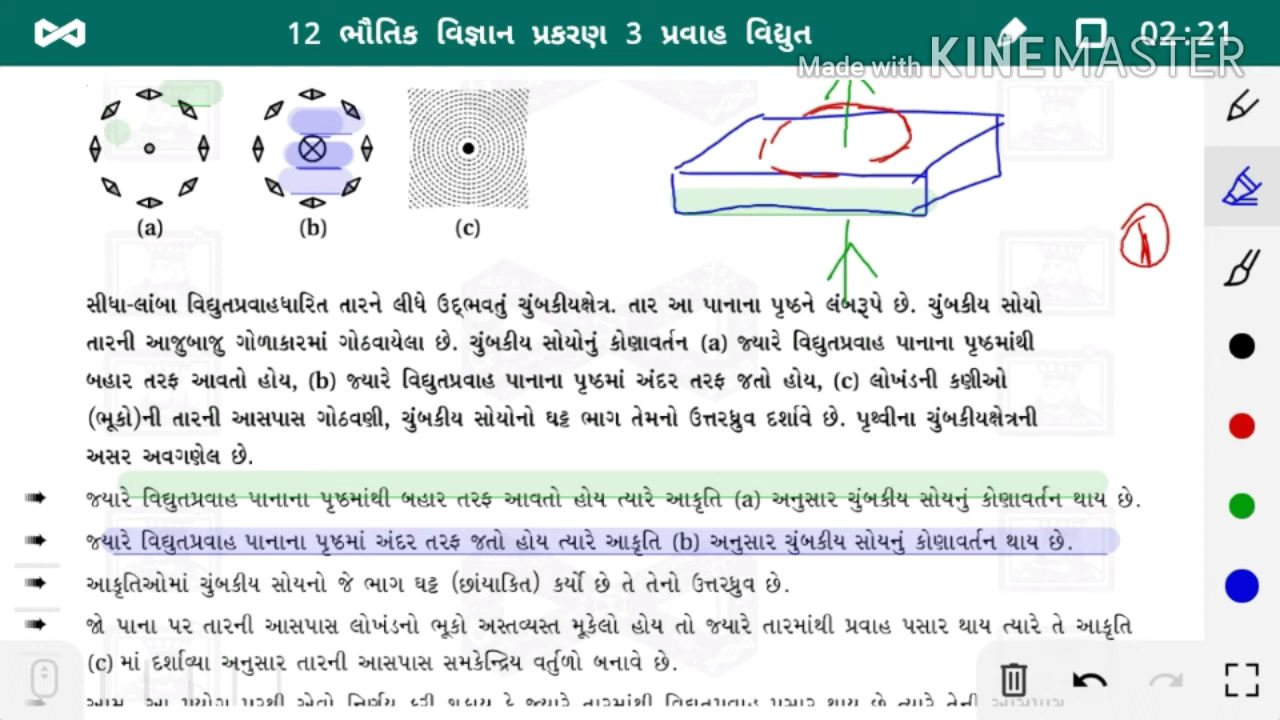 12 ભૌતિક વિજ્ઞાન પ્રકરણ 3 પ્રવાહ વિદ્યુત
02:21
Made with KINEMASTER
(a) (b) (c)
સીધા-લાંબા વિદ્યુતપ્રવાહધારિત તારને લીધે ઉદ્ભવતું ચુંબકીયક્ષેત્ર. તાર આ પાનાના પૃષ્ઠને લંબરૂપે છે. ચુંબકીય સોયો
તારની આજુબાજુ ગોળાકારમાં ગોઠવાયેલા છે. ચુંબકીય સોયોનું કોણાવર્તન (a) જ્યારે વિદ્યુતપ્રવાહ પાનાના પૃષ્ઠમાંથી
બહાર તરફ આવતો હોય, (b) જ્યારે વિદ્યુતપ્રવાહ પાનાના પૃષ્ઠમાં અંદર તરફ જતો હોય, (c) લોખંડની કણીઓ
(ભૂકો)ની તારની આસપાસ ગોઠવણી, ચુંબકીય સોયોનો ઘટ્ટ ભાગ તેમનો ઉત્તરધ્રુવ દર્શાવે છે. પૃથ્વીના ચુંબકીયક્ષેત્રની
અસર અવગણેલ છે.
જ્યારે વિદ્યુતપ્રવાહ પાનાના પૃષ્ઠમાંથી બહાર તરફ આવતો હોય ત્યારે આકૃતિ (a) અનુસાર ચુંબકીય સોયનું કોણાવર્તન થાય છે.
જ્યારે વિદ્યુતપ્રવાહ પાનાના પૃષ્ઠમાં અંદર તરફ જતો હોય ત્યારે આકૃતિ (b) અનુસાર ચુંબકીય સોયનું કોણાવર્તન થાય છે.
આકૃતિઓમાં ચુંબકીય સોયનો જે ભાગ ઘટ્ટ (છાંયાકિત) કર્યો છે તે તેનો ઉત્તરધ્રુવ છે.
જો પાના પર તારની આસપાસ લોખંડનો ભૂકો અસ્તવ્યસ્ત મૂકેલો હોય તો જ્યારે તારમાંથી પ્રવાહ પસાર થાય ત્યારે તે આકૃતિ
(c) માં દર્શાવ્યા અનુસાર તારની આસપાસ સમકેન્દ્રિય વર્તુળો બનાવે છે.